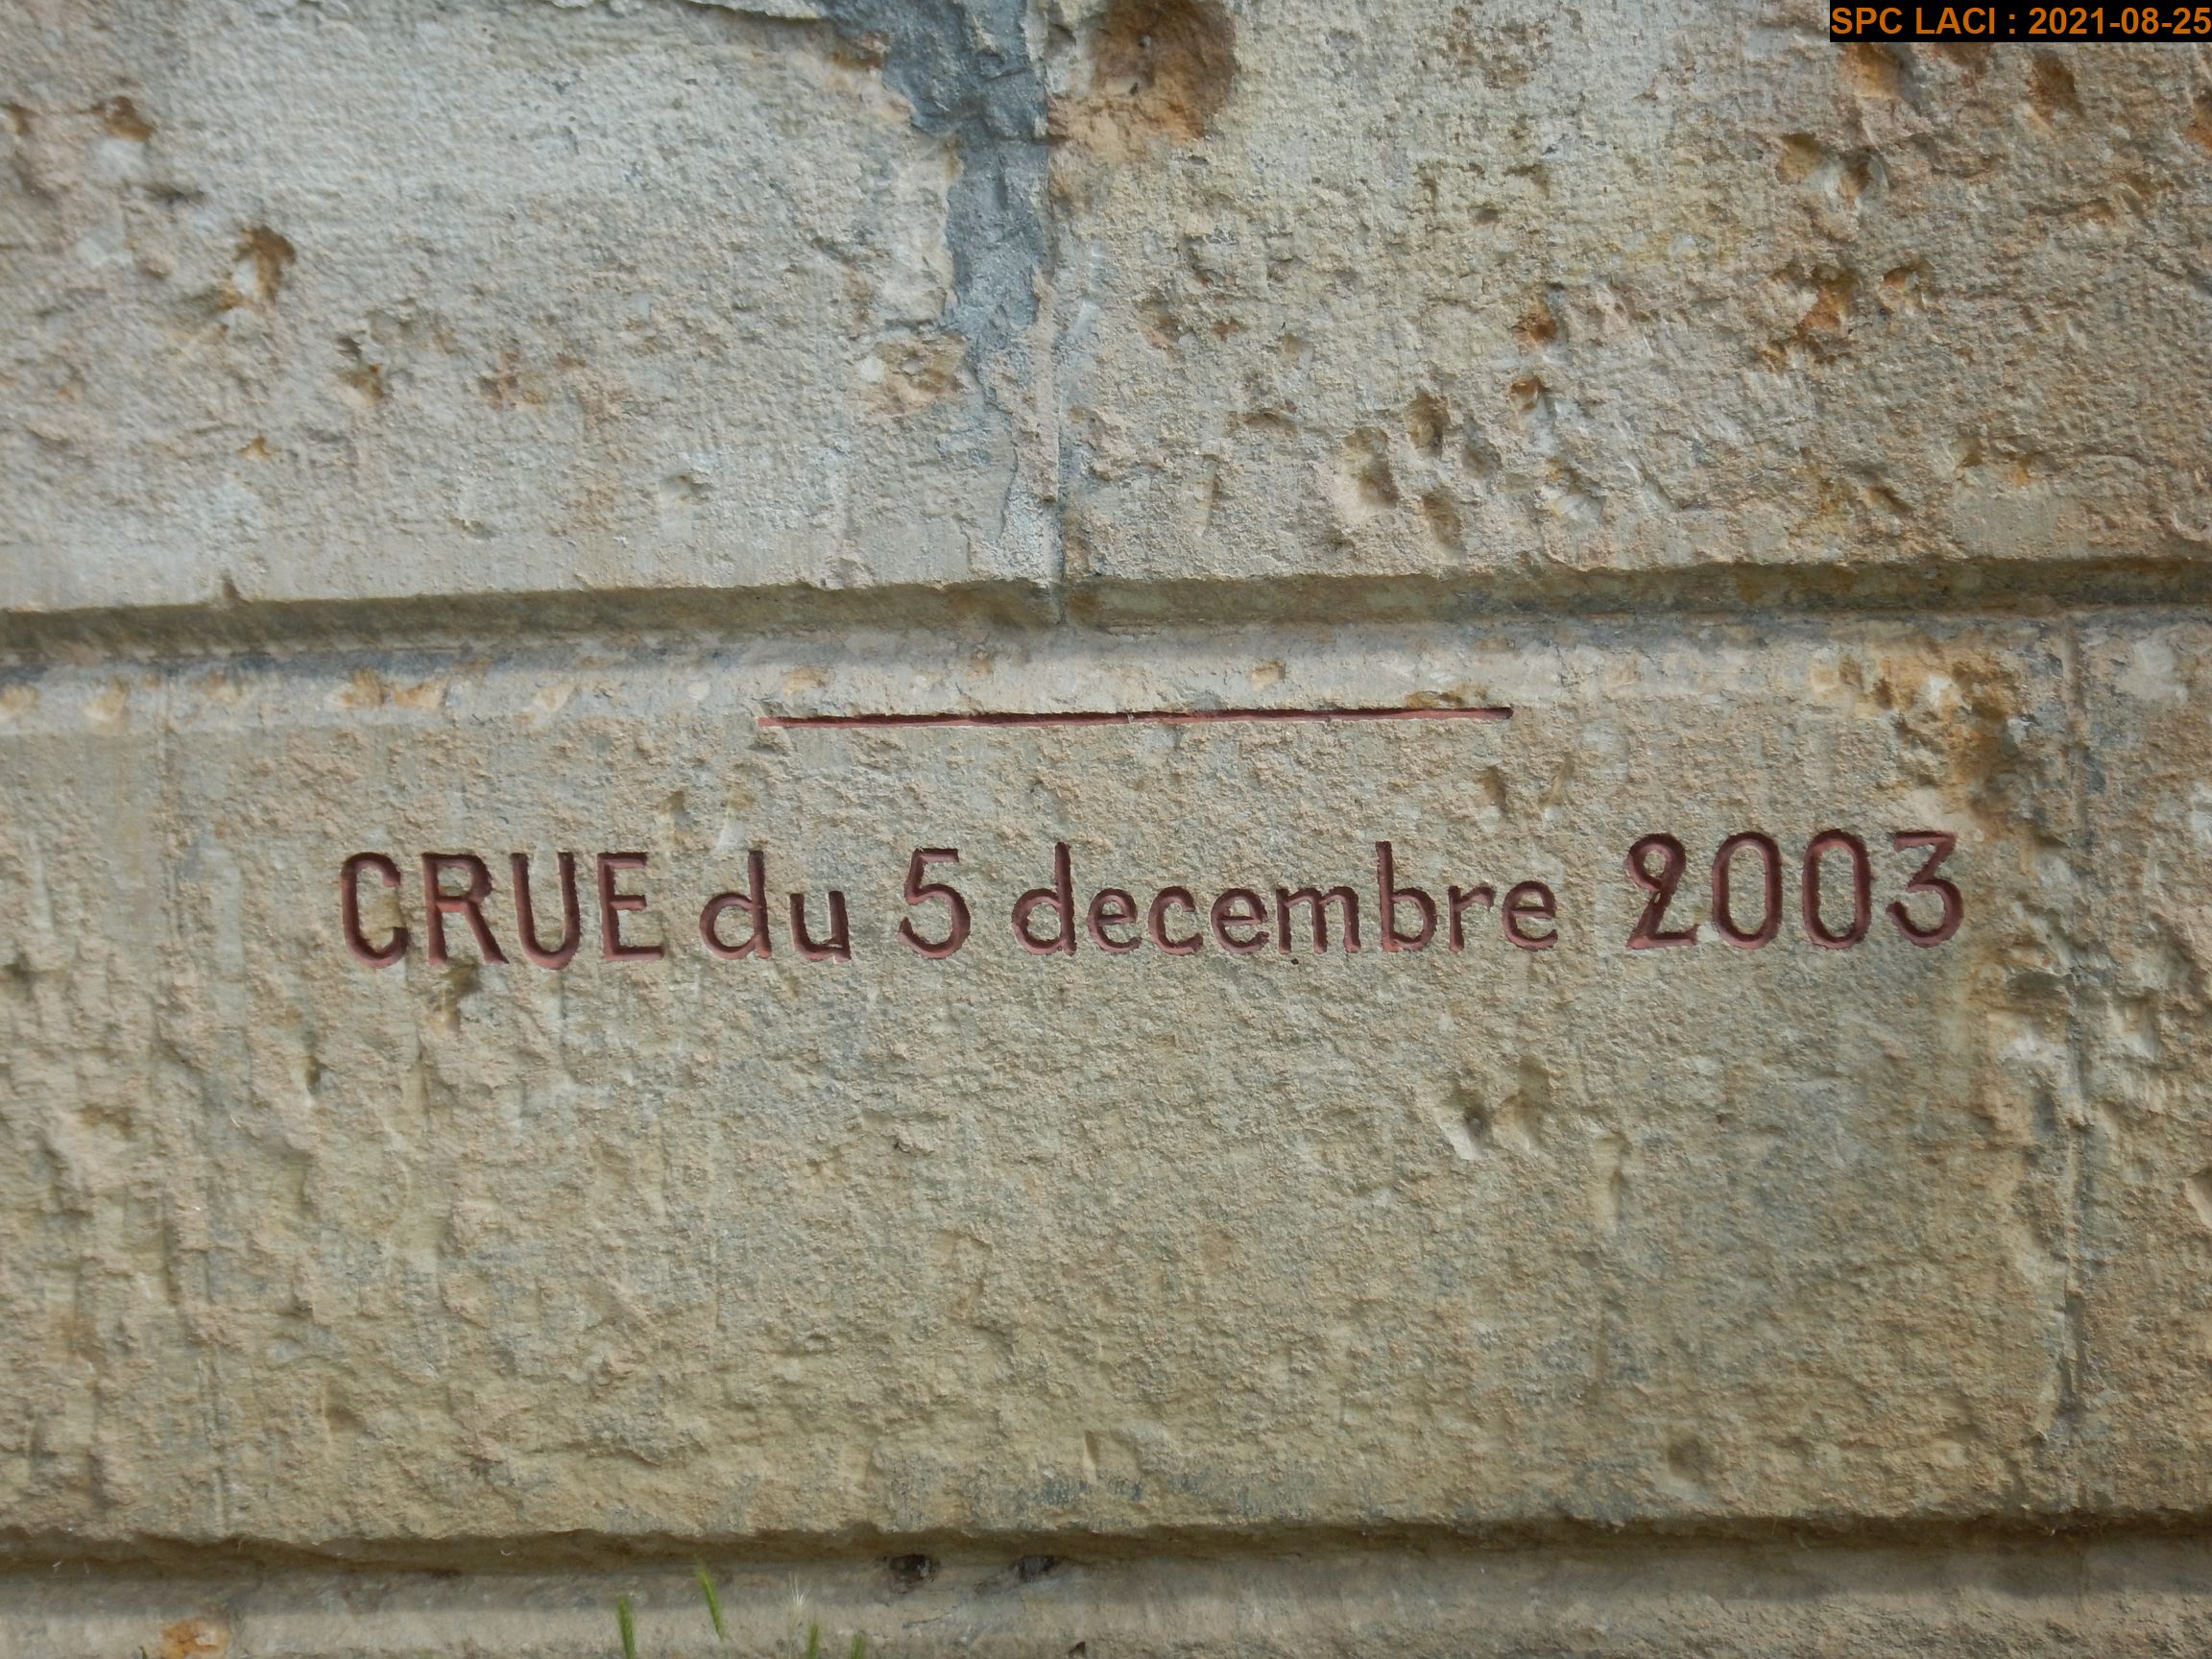 SPC LACI : 2021-08-25
CRUE du 5 decembre 2003